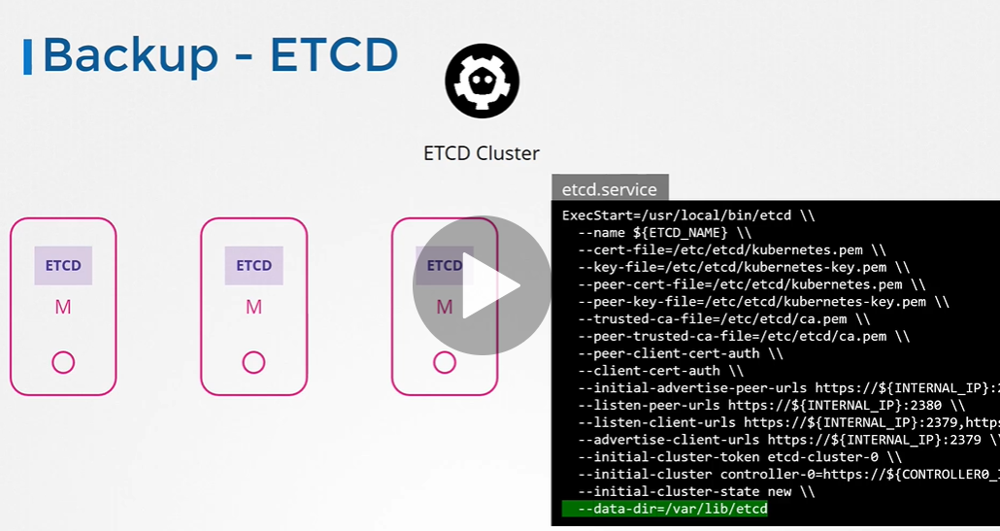 Backup - ETCD
ETCD Cluster
ETCD
M
ETCD
M
ETCD
M
etcd.service
ExecStart=/usr/local/bin/etcd \\
--name ${ETCD_NAME} \\
--cert-file=/etc/etcd/kubernetes.pem \\
--key-file=/etc/etcd/kubernetes-key.pem \\
--peer-cert-file=/etc/etcd/kubernetes.pem \\
--peer-key-file=/etc/etcd/kubernetes-key.pem \\
--trusted-ca-file=/etc/etcd/ca.pem \\
--peer-trusted-ca-file=/etc/etcd/ca.pem \\
--peer-client-cert-auth \\
--client-cert-auth \\
--initial-advertise-peer-urls https://${INTERNAL_IP}:2
--listen-peer-urls https://${INTERNAL_IP}:2380 \\
--listen-client-urls https://${INTERNAL_IP}:2379,https
--advertise-client-urls https://${INTERNAL_IP}:2379 \\
--initial-cluster-token etcd-cluster-0 \\
--initial-cluster controller-0=https://${CONTROLLER0_I
--initial-cluster-state new \\
--data-dir=/var/lib/etcd